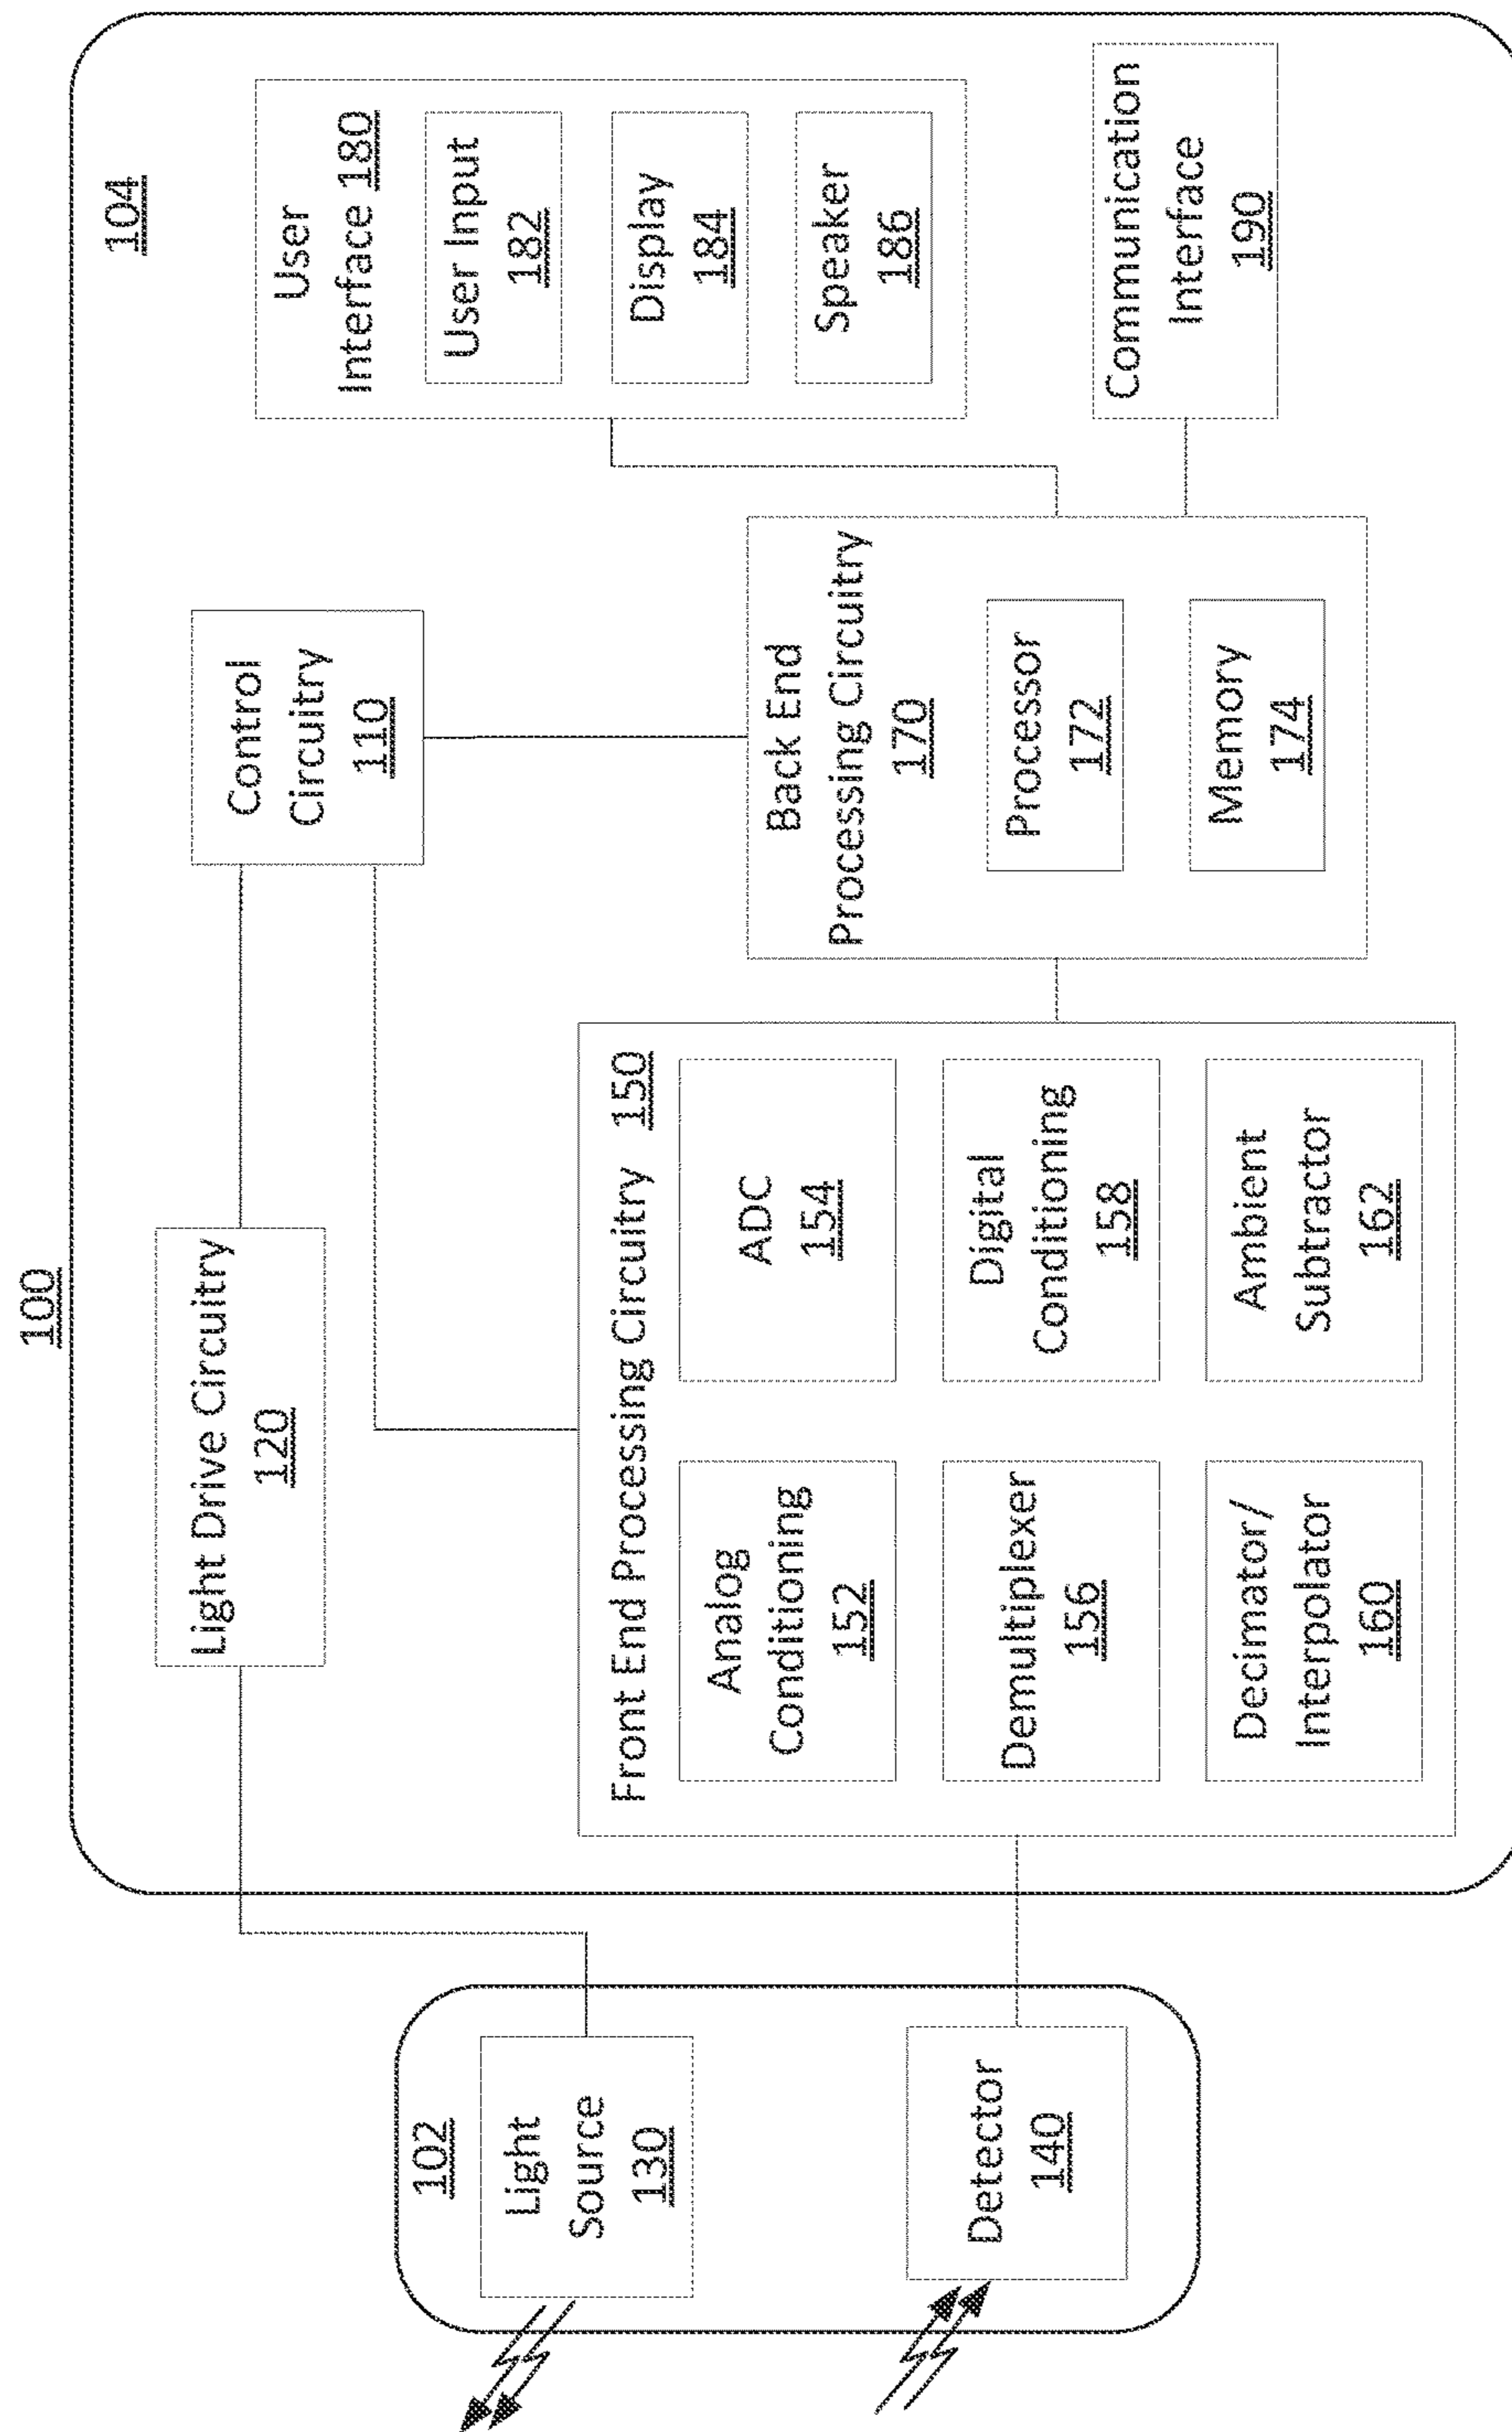 100
102
Light
Source
130
Detector
140
104
Light Drive Circuitry
120
Control
Circuitry
110
Front End Processing Circuitry 150
Analog
Conditioning
152
ADC
154
Demultiplexer
156
Digital
Conditioning
158
Decimator/
Interpolator
160
Ambient
Subtractor
162
Back End
Processing Circuitry
170
Processor
172
Memory
174
User
Interface 180
User Input
182
Display
184
Speaker
186
Communication
Interface
190